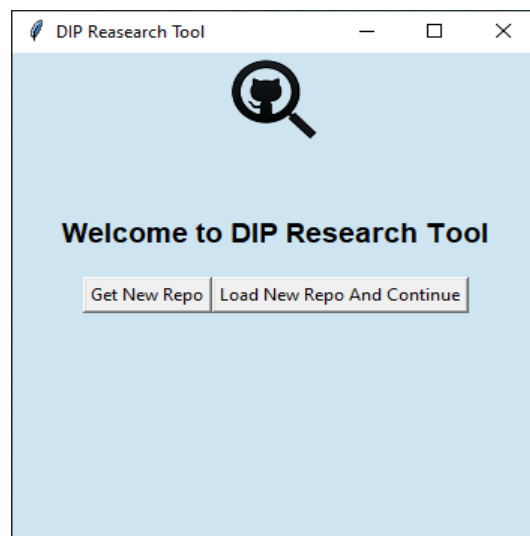 DIP Reasearch Tool
Welcome to DIP Research Tool
Get New Repo Load New Repo And Continue